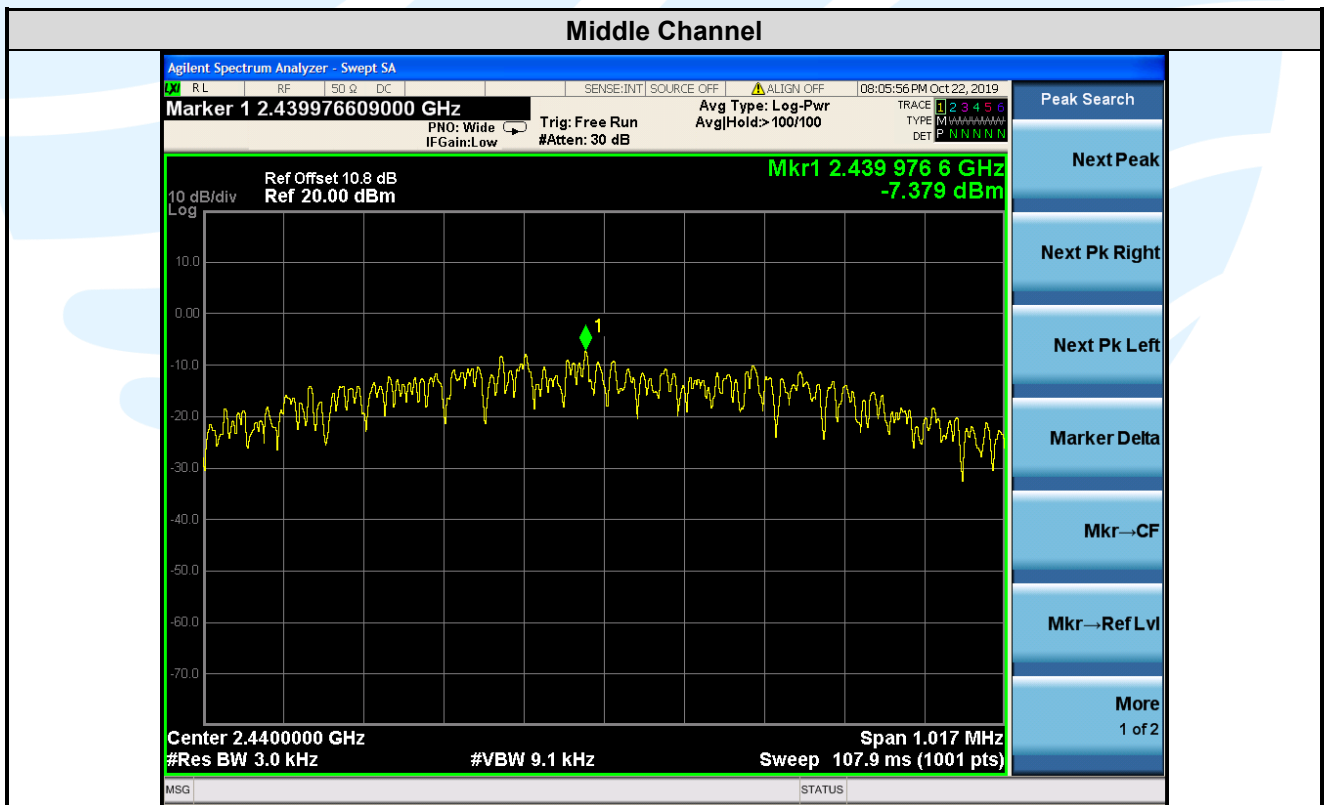 Middle Channel
Agilent Spectrum Analyzer - Swept SA
LXI RL RF 50 Ω DC SENSE:INT SOURCE OFF ALIGN OFF 08:05:56 PM Oct 22, 2019
Marker 1 2.439976609000 GHz
PNO: Wide
IFGain:Low
Trig: Free Run
#Atten: 30 dB
Avg Type: Log-Pwr
Avg|Hold:>100/100
TRACE 1 2 3 4 5 6
TYPE M WWWWW
DET P N N N N N
Mkr1 2.439 976 6 GHz
-7.379 dBm
Ref Offset 10.8 dB
10 dB/div Ref 20.00 dBm
Log
10.0
0.00
1
-10.0
-20.0
-30.0
-40.0
-50.0
-60.0
-70.0
Center 2.4400000 GHz Span 1.017 MHz
#Res BW 3.0 kHz #VBW 9.1 kHz Sweep 107.9 ms (1001 pts)
MSG STATUS
Peak Search
Next Peak
Next Pk Right
Next Pk Left
Marker Delta
Mkr→CF
Mkr→Ref Lvl
More
1 of 2